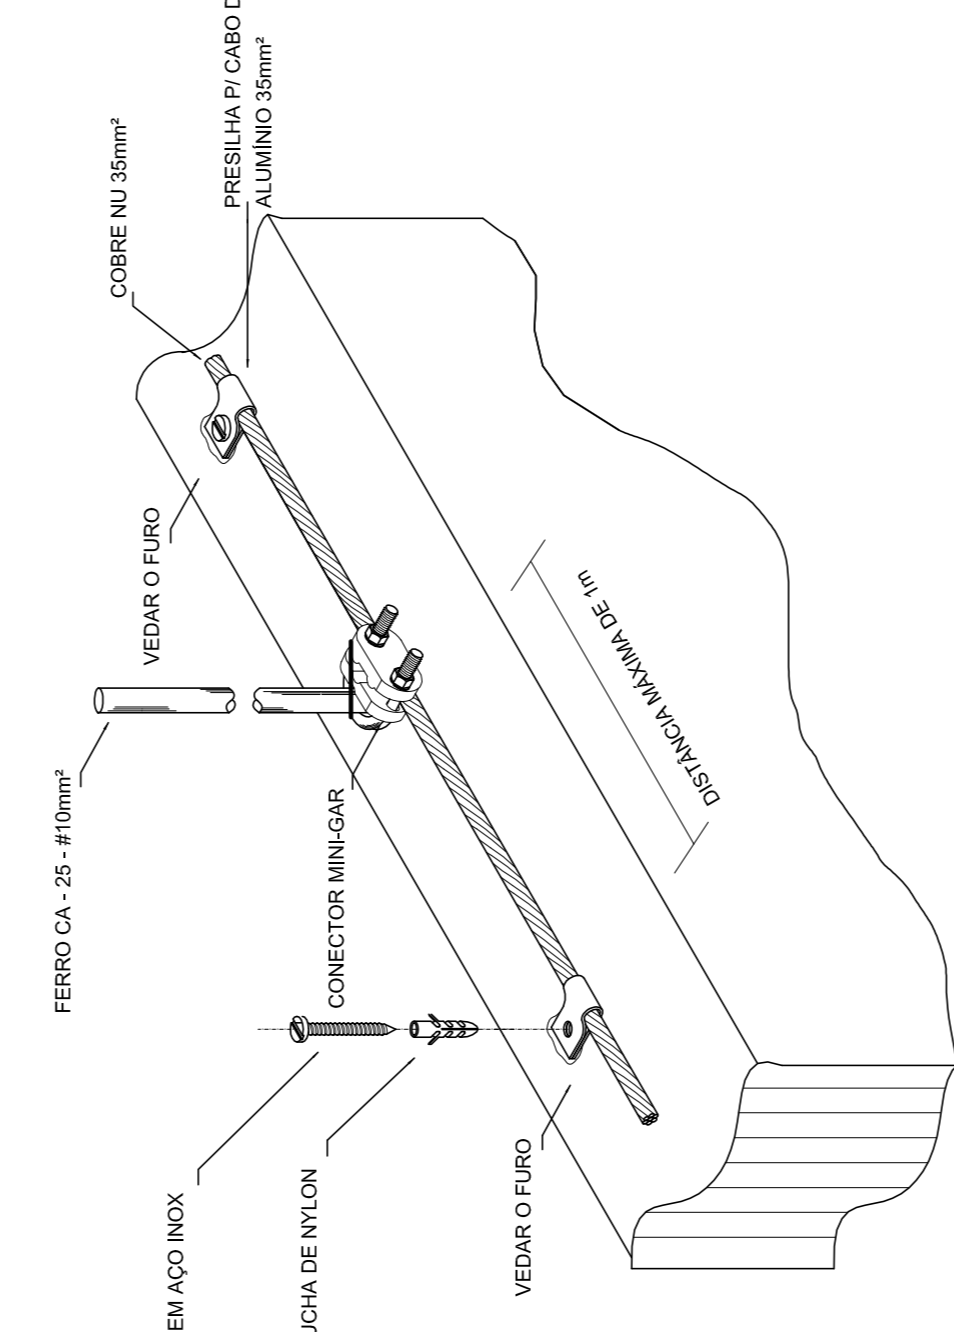 FERRO CA - 25 - #10mm²
COBRE NU 35mm²
PRESILHA P/ CABO D
ALUMÍNIO 35mm²
VEDAR O FURO
CONECTOR MINI-GAR
DISTÂNCIA MÁXIMA DE 1m
EM AÇO INOX
UCHA DE NYLON
VEDAR O FURO